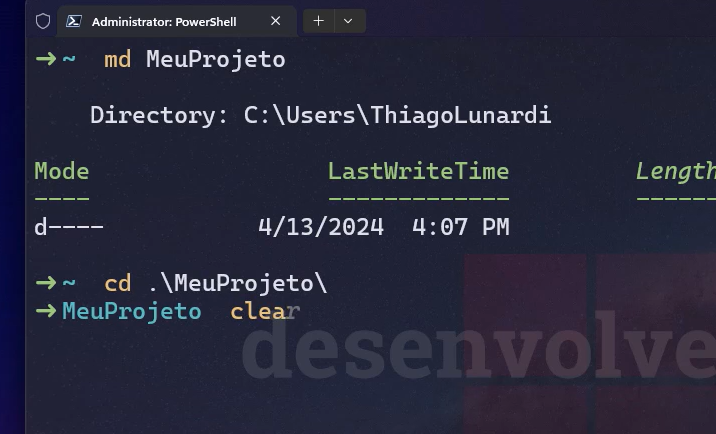 Administrator: PowerShell
➜ ~ md MeuProjeto
Directory: C:\Users\ThiagoLunardi
Mode LastWriteTime Length
---- ------------- ------
d---- 4/13/2024 4:07 PM
➜ ~ cd .\MeuProjeto\
➜ MeuProjeto clear
desenvolve